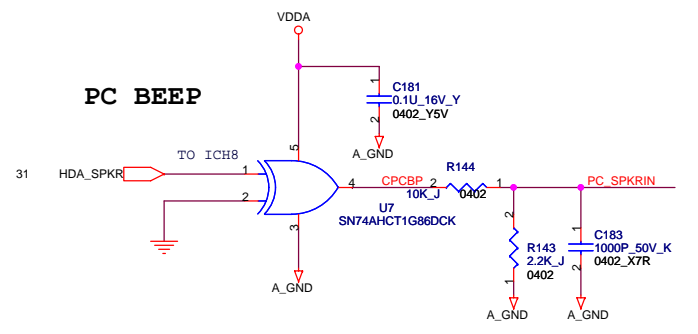 VDDA
PC BEEP
1
C181
0.1U_16V_Y
0402_Y5V
2
A_GND
TO ICH8
5
31 HDA_SPKR
1
2
4
CPCBP
2
R144
1
10K_J
0402
PC_SPKRIN
U7
SN74AHCT1G86DCK
3
A_GND
2
R143
2.2K_J
0402
1
A_GND
1
C183
1000P_50V_K
0402_X7R
2
A_GND